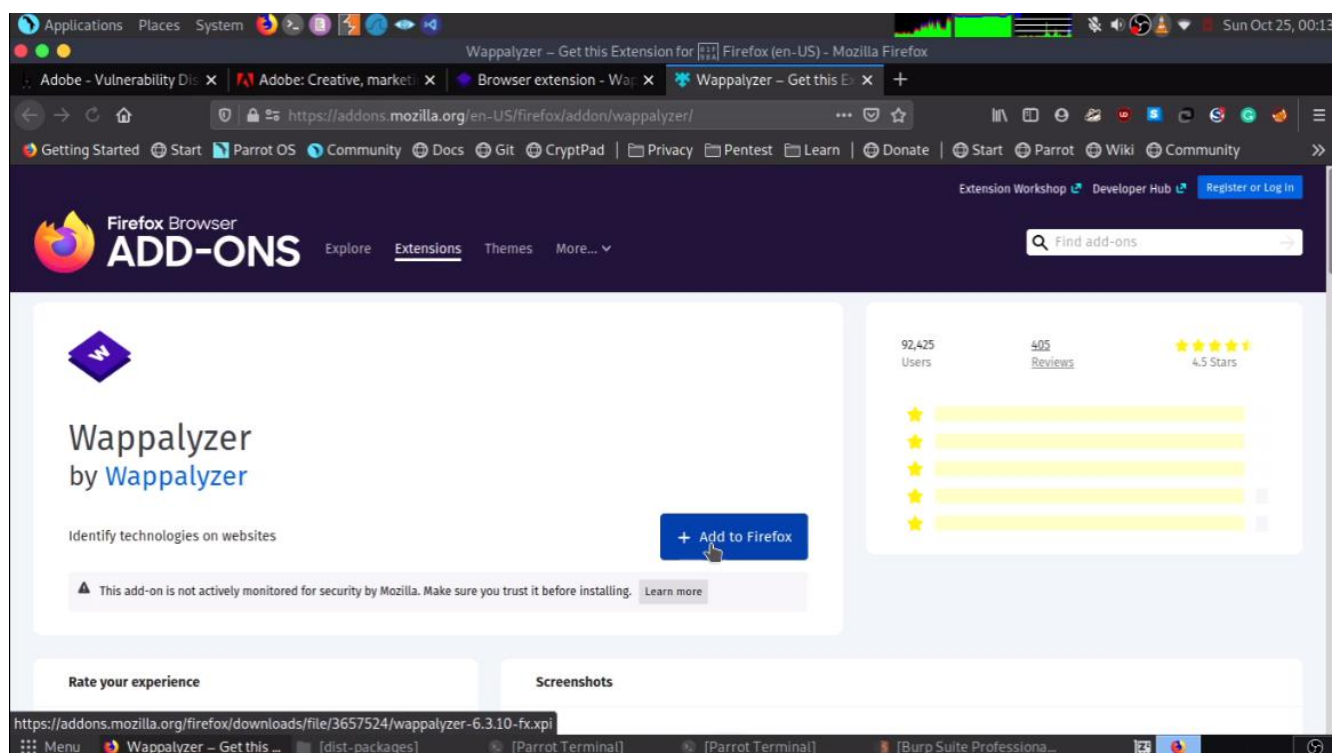 Applications Places System Sun Oct 25, 00:13
Wappalyzer – Get this Extension for Firefox (en-US) - Mozilla Firefox
Adobe - Vulnerability Dis Adobe: Creative, marketi Browser extension - Wap Wappalyzer – Get this Ex
https://addons.mozilla.org/en-US/firefox/addon/wappalyzer/
Getting Started Start Parrot OS Community Docs Git CryptPad Privacy Pentest Learn Donate Start Parrot Wiki Community
Extension Workshop Developer Hub Register or Log in
Firefox Browser
ADD-ONS Explore Extensions Themes More... Find add-ons
W
92,425 405
Users Reviews 4.5 Stars
Wappalyzer
by Wappalyzer
Identify technologies on websites + Add to Firefox
This add-on is not actively monitored for security by Mozilla. Make sure you trust it before installing. Learn more
Rate your experience Screenshots
https://addons.mozilla.org/firefox/downloads/file/3657524/wappalyzer-6.3.10-fx.xpi
Menu Wappalyzer – Get this ... [dist-packages] [Parrot Terminal] [Parrot Terminal] [Burp Suite Professiona...